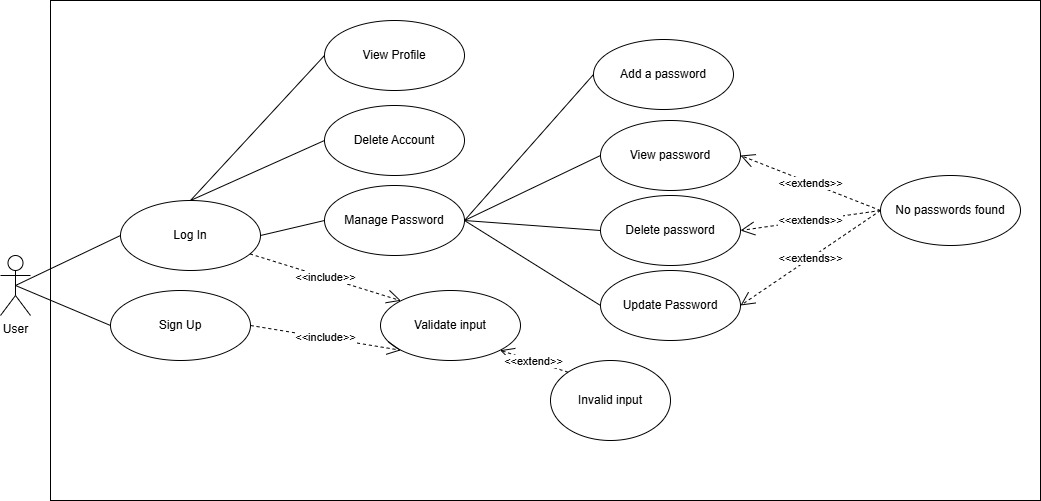 View Profile
Add a password
Delete Account
View password
<<extends>>
Manage Password
No passwords found
<<extends>>
Log In
Delete password
<<extends>>
<<include>>
Update Password
User
Sign Up
Validate input
<<include>>
<<extend>>
Invalid input